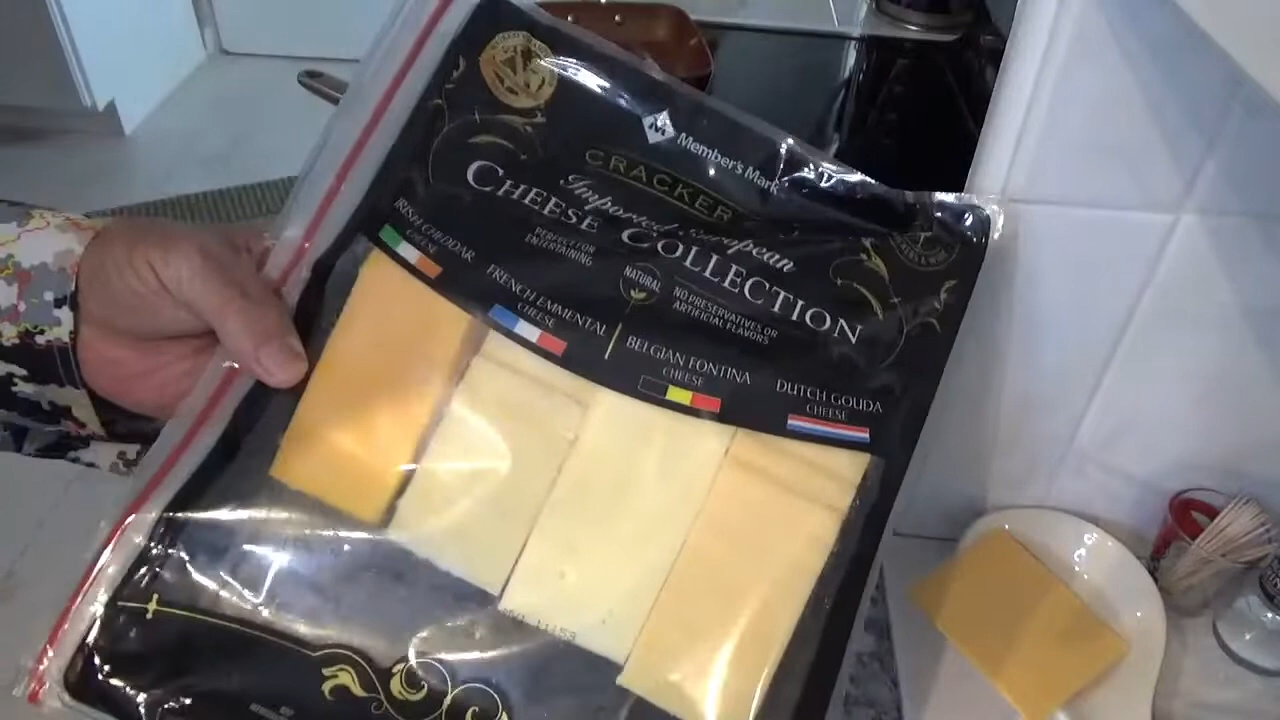 Member's Mark
CRACKER
Imported European
CHEESE COLLECTION
PERFECT FOR
ENTERTAINING
NATURAL
NO PRESERVATIVES OR
ARTIFICIAL FLAVORS
IRISH CHEDDAR
CHEESE
FRENCH EMMENTAL
CHEESE
BELGIAN FONTINA
CHEESE
DUTCH GOUDA
CHEESE